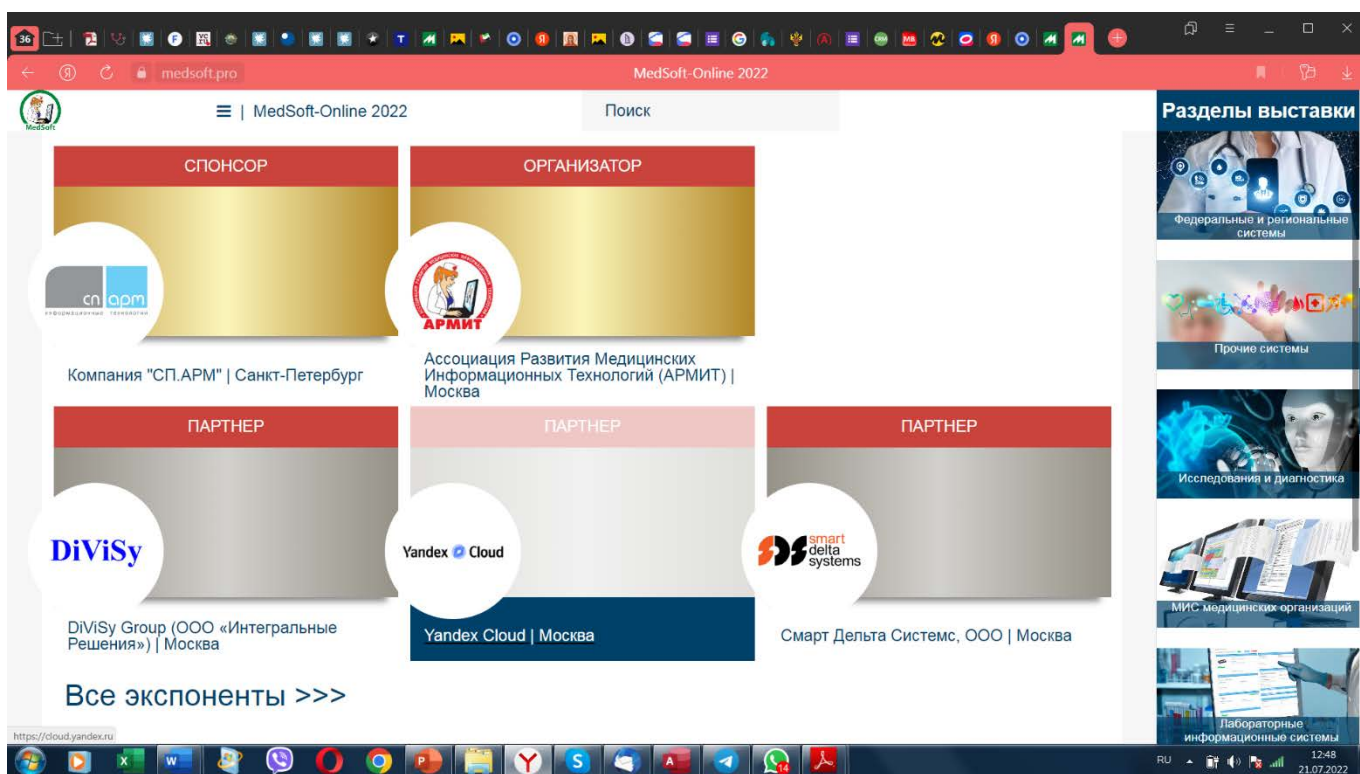 36
medsoft.pro
MedSoft-Online 2022
MedSoft
| MedSoft-Online 2022
Поиск
Разделы выставки
СПОНСОР
ОРГАНИЗАТОР
сп арм
информационные технологии
АРМИТ
Компания "СП.АРМ" | Санкт-Петербург
Ассоциация Развития Медицинских
Информационных Технологий (АРМИТ) |
Москва
ПАРТНЕР
ПАРТНЕР
ПАРТНЕР
DiViSy
Yandex Cloud
smart
delta
systems
DiViSy Group (ООО «Интегральные
Решения») | Москва
Yandex Cloud | Москва
Смарт Дельта Системс, ООО | Москва
Все экспоненты >>>
Федеральные и региональные
системы
Прочие системы
Исследования и диагностика
МИС медицинских организаций
Лабораторные
информационные системы
https://cloud.yandex.ru
RU
12:48
21.07.2022